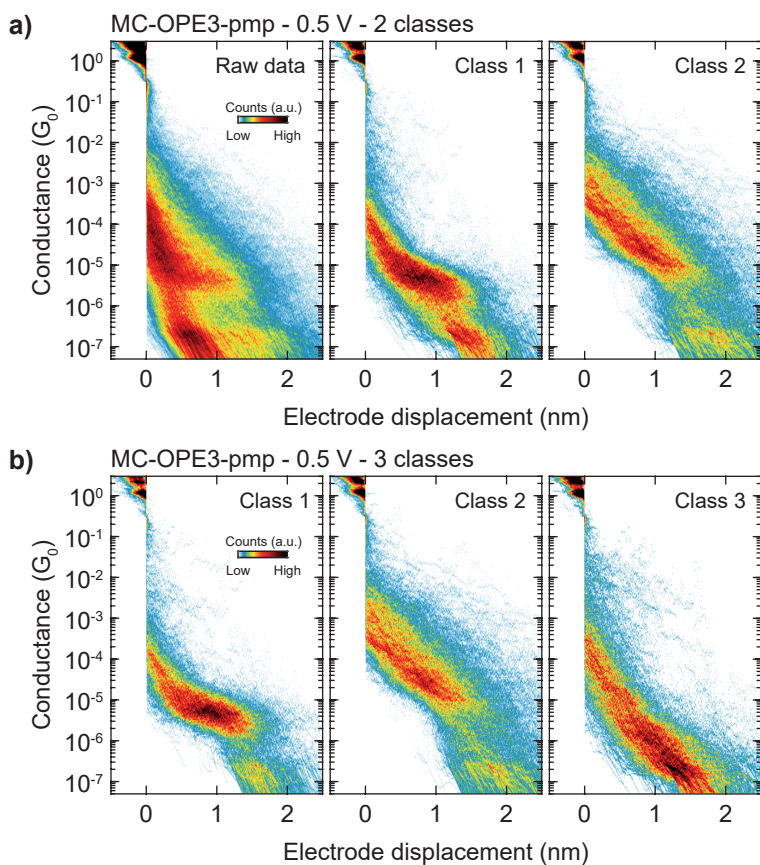 a) MC-OPE3-pmp - 0.5 V - 2 classes
Raw data
Class 1
Class 2
Counts (a.u.)
Low High
Conductance (G₀)
10⁰
10⁻¹
10⁻²
10⁻³
10⁻⁴
10⁻⁵
10⁻⁶
10⁻⁷
0 1 2 0 1 2 0 1 2
Electrode displacement (nm)
b) MC-OPE3-pmp - 0.5 V - 3 classes
Class 1
Class 2
Class 3
Counts (a.u.)
Low High
Conductance (G₀)
10⁰
10⁻¹
10⁻²
10⁻³
10⁻⁴
10⁻⁵
10⁻⁶
10⁻⁷
0 1 2 0 1 2 0 1 2
Electrode displacement (nm)